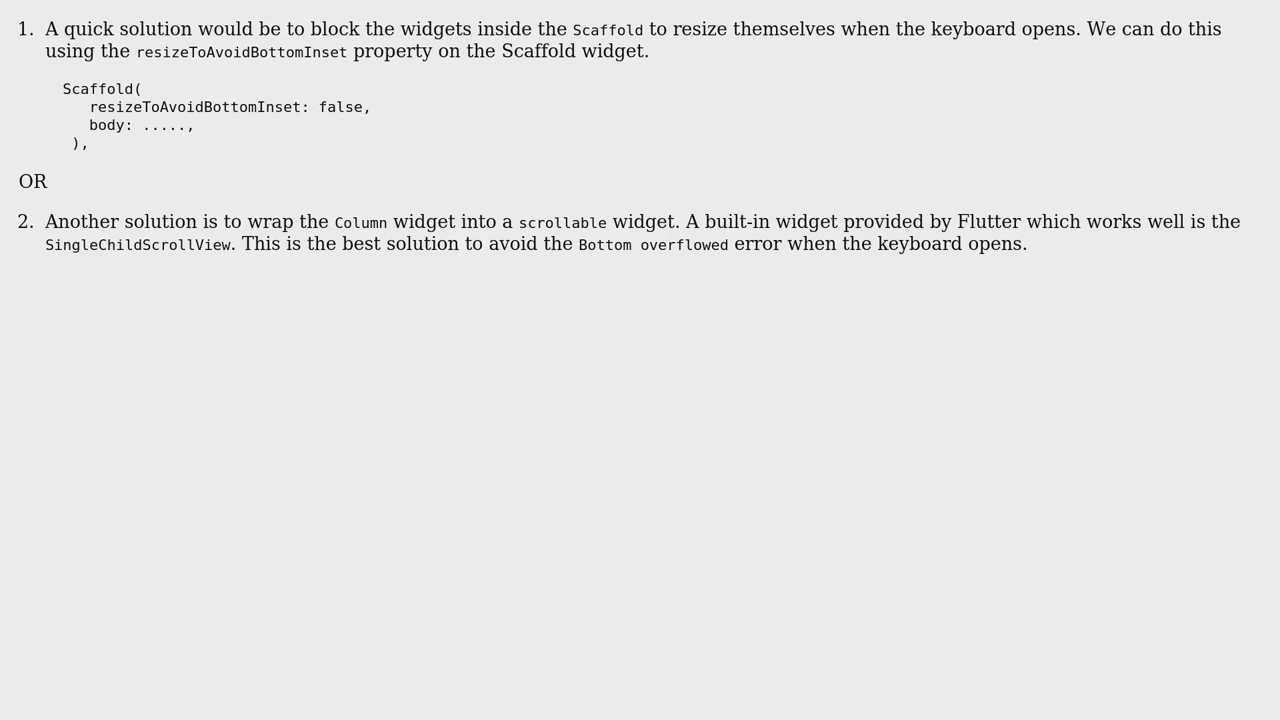 1. A quick solution would be to block the widgets inside the Scaffold to resize themselves when the keyboard opens. We can do this
using the resizeToAvoidBottomInset property on the Scaffold widget.
Scaffold(
resizeToAvoidBottomInset: false,
body: .....,
),
OR
2. Another solution is to wrap the Column widget into a scrollable widget. A built-in widget provided by Flutter which works well is the
SingleChildScrollView. This is the best solution to avoid the Bottom overflowed error when the keyboard opens.